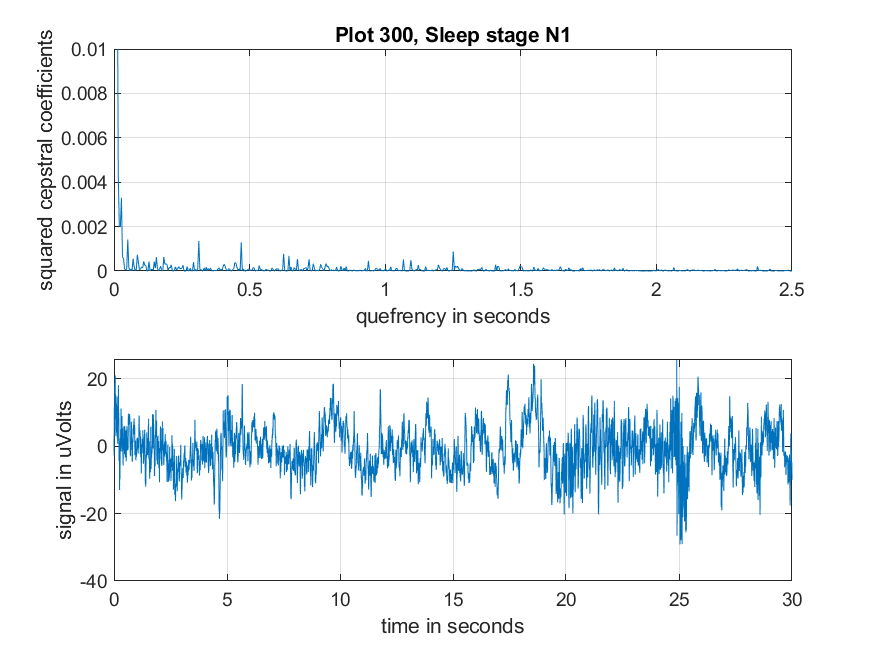 Plot 300, Sleep stage N1
squared cepstral coefficients
0.01
0.008
0.006
0.004
0.002
0
0 0.5 1 1.5 2 2.5
quefrency in seconds
signal in uVolts
20
0
-20
-40
0 5 10 15 20 25 30
time in seconds